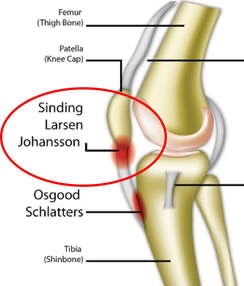 Femur
(Thigh Bone)
Patella
(Knee Cap)
Sinding
Larsen
Johansson
Osgood
Schlatters
Tibia
(Shinbone)